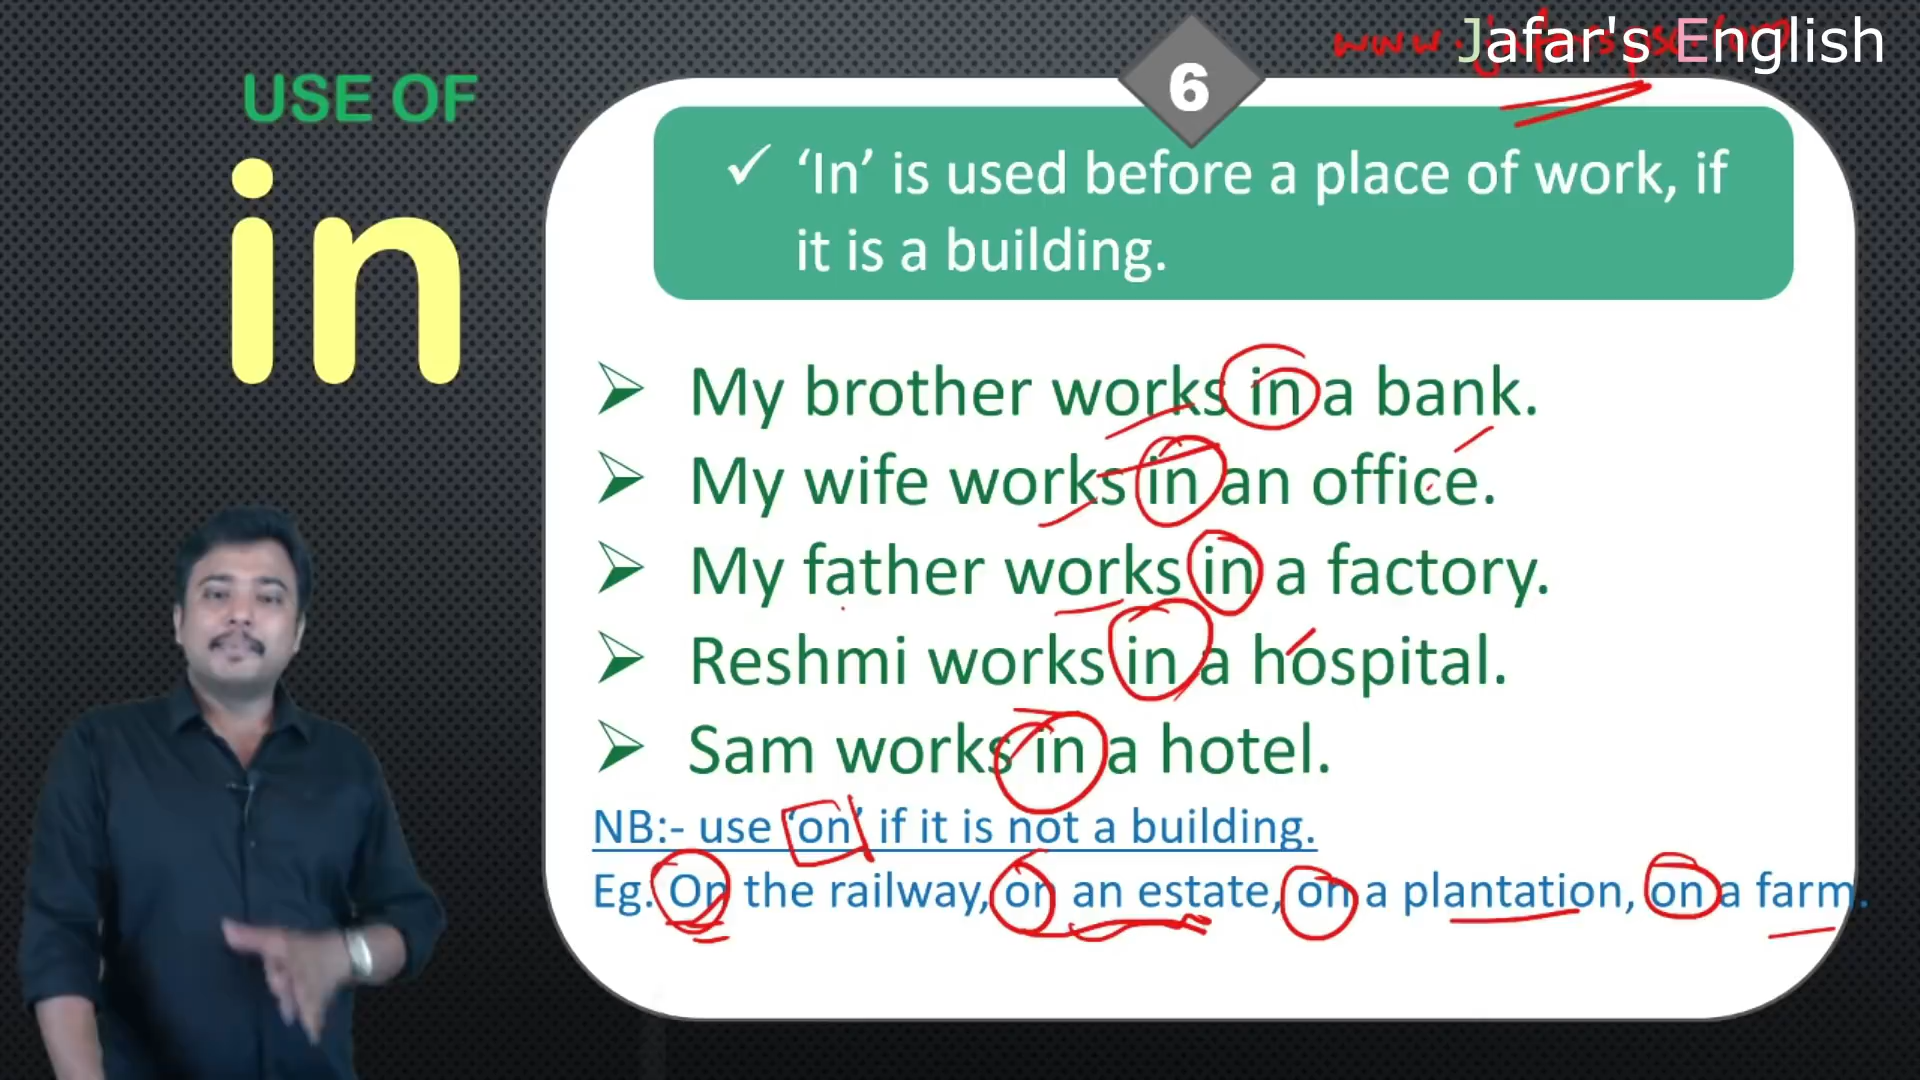 Jafar's English
www.
USE OF
in
6
✓ ‘In’ is used before a place of work, if
it is a building.
➢ My brother works in a bank.
➢ My wife works in an office.
➢ My father works in a factory.
➢ Reshmi works in a hospital.
➢ Sam works in a hotel.
NB:- use ‘on’ if it is not a building.
Eg. On the railway, on an estate, on a plantation, on a farm.